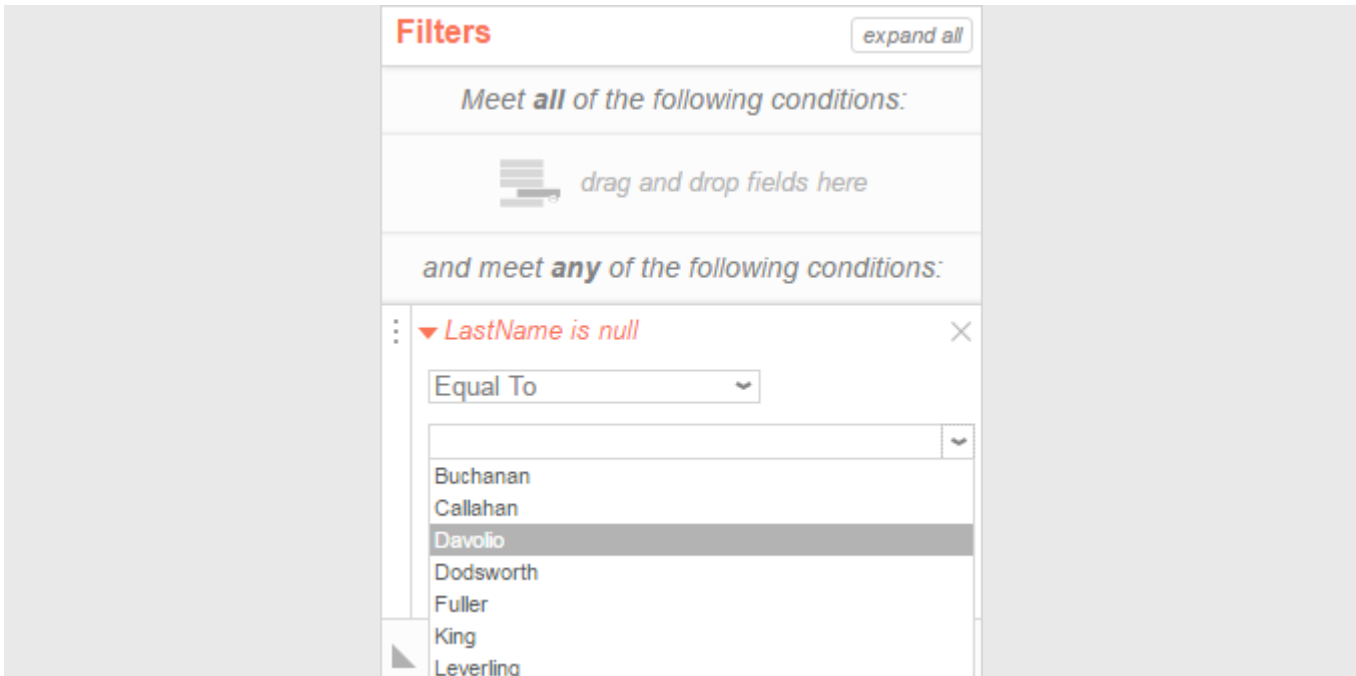 Filters
expand all
Meet all of the following conditions:
drag and drop fields here
and meet any of the following conditions:
LastName is null
Equal To
Buchanan
Callahan
Davolio
Dodsworth
Fuller
King
Leverling